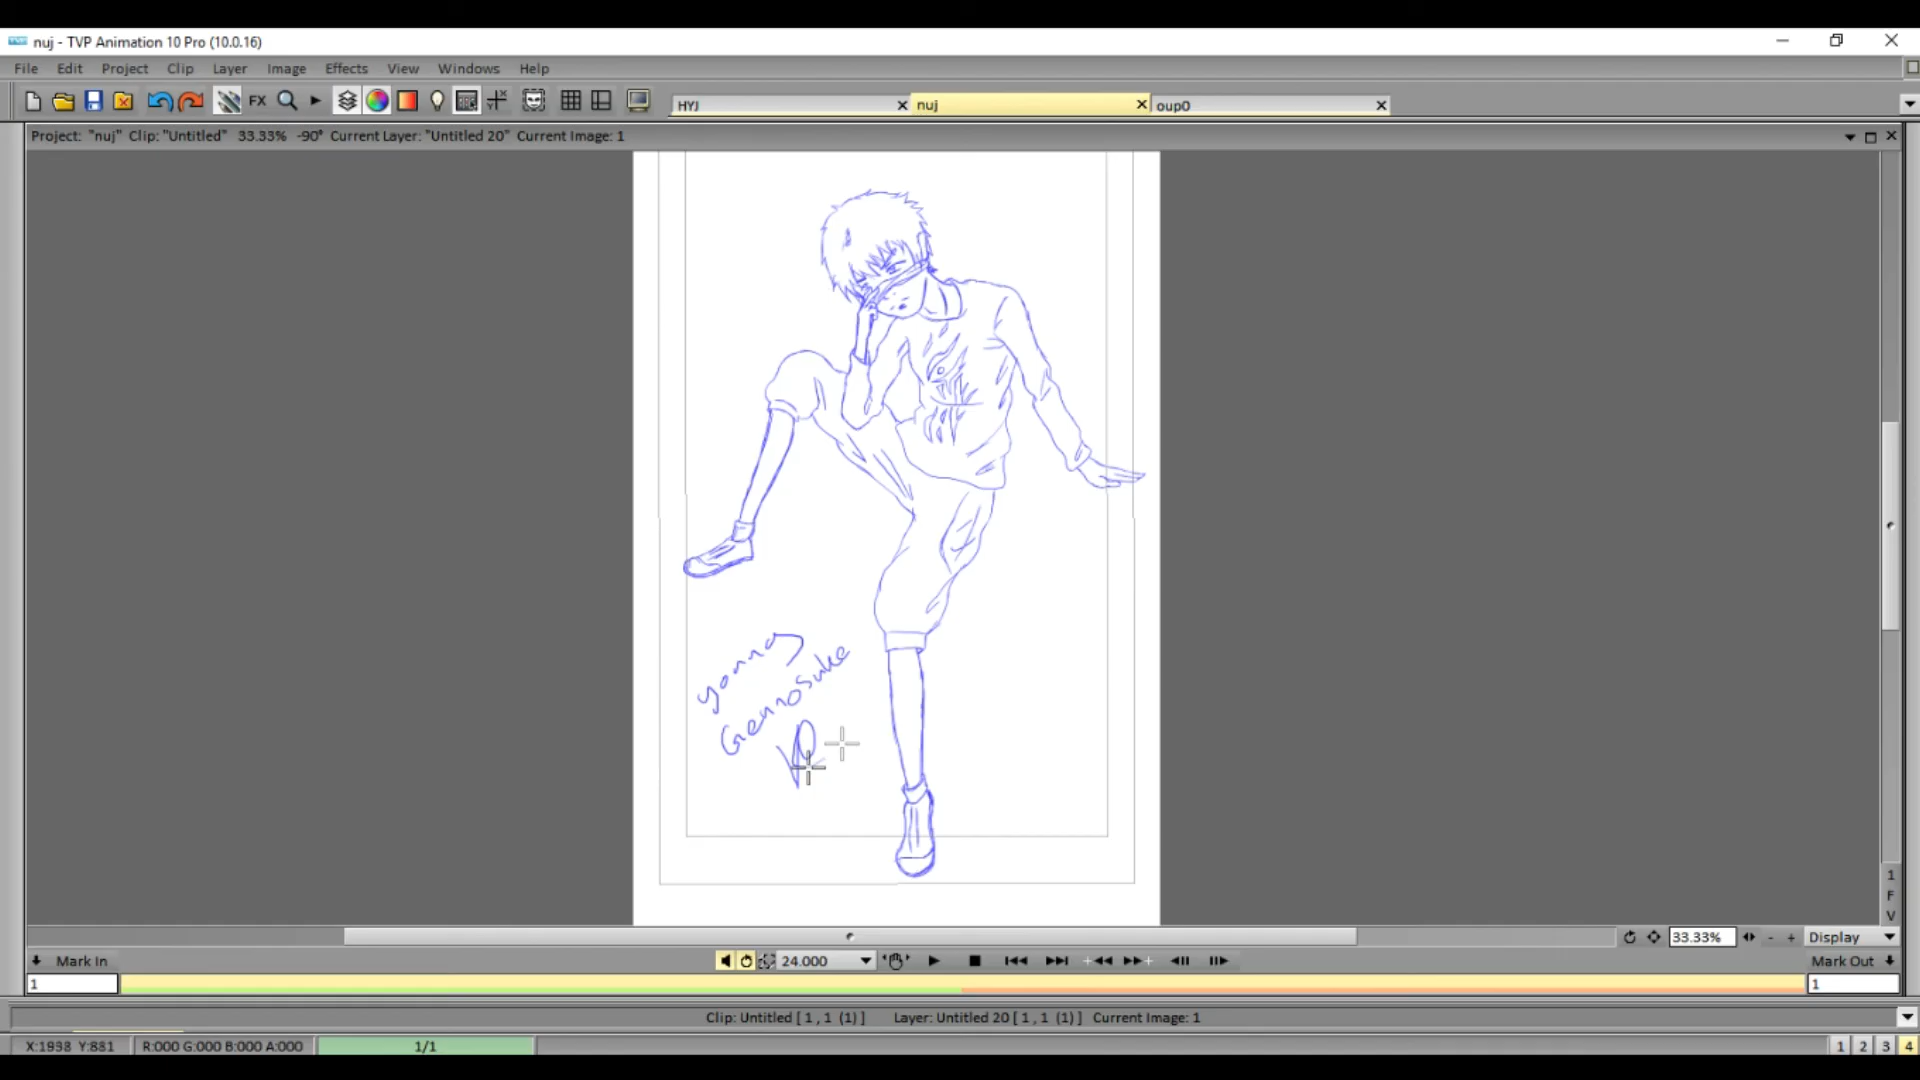 nuj - TVP Animation 10 Pro (10.0.16)
File Edit Project Clip Layer Image Effects View Windows Help
FX HYJ nuj oup0
Project: "nuj" Clip: "Untitled" 33.33% -90° Current Layer: "Untitled 20" Current Image: 1
Gennosuke
1
F
V
33.33% - + Display
Mark In 24.000 Mark Out
1 1
Clip: Untitled [ 1 , 1 (1) ] Layer: Untitled 20 [ 1 , 1 (1) ] Current Image: 1
X:1938 Y:881 R:000 G:000 B:000 A:000 1/1 1 2 3 4